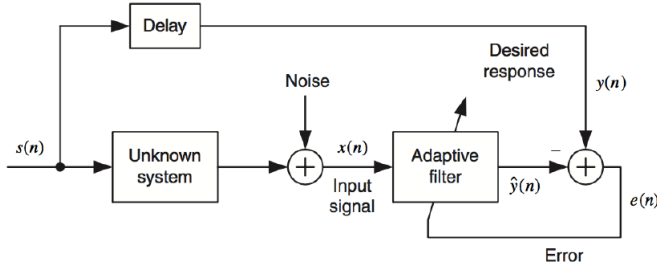 Delay
Desired
response
Noise
y(n)
s(n)
Unknown
system
+
x(n)
Input
signal
Adaptive
filter
−
ŷ(n)
+
e(n)
Error